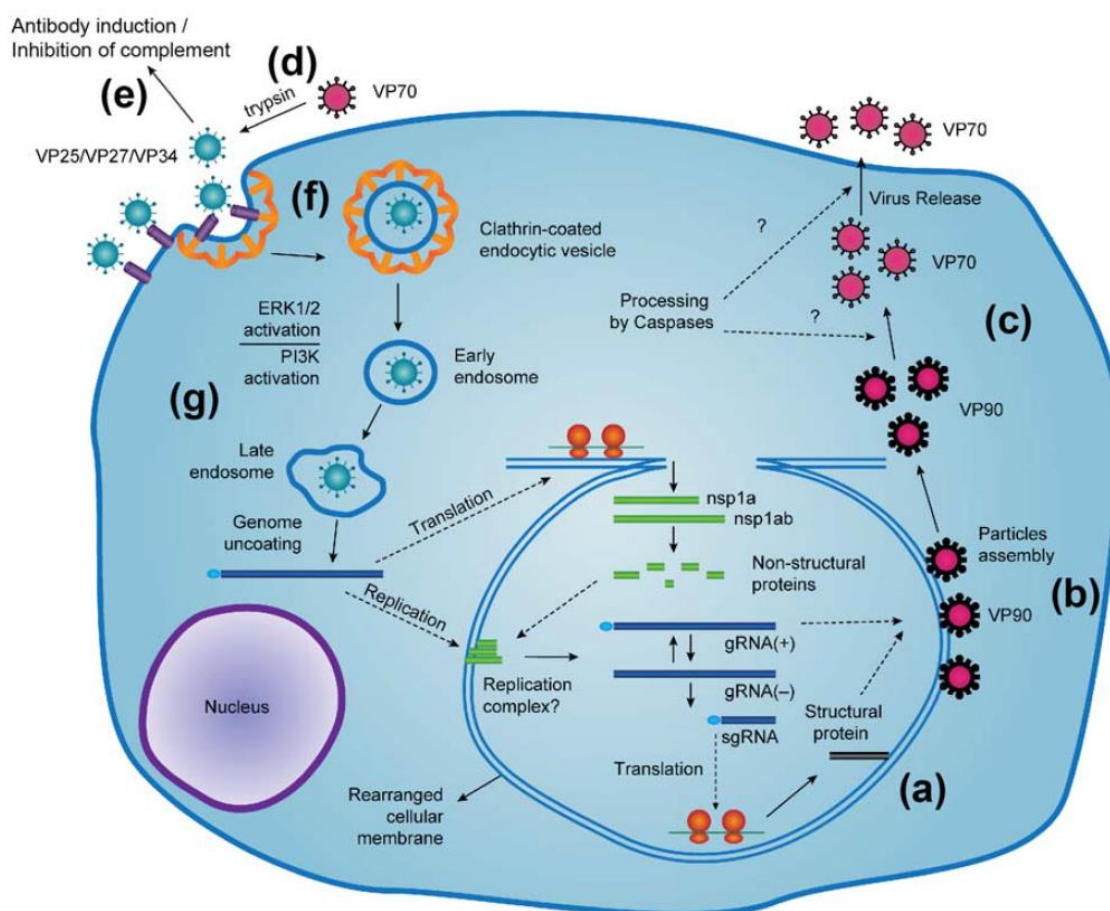 Antibody induction /
Inhibition of complement
(d)
(e)
trypsin
VP70
VP25/VP27/VP34
(f)
Clathrin-coated
endocytic vesicle
ERK1/2
activation
PI3K
activation
Early
endosome
(g)
Late
endosome
Genome
uncoating
Translation
Replication
Nucleus
Replication
complex?
Rearranged
cellular
membrane
nsp1a
nsp1ab
Non-structural
proteins
gRNA(+)
gRNA(–)
sgRNA
Translation
Structural
protein
(a)
VP90
(b)
Particles
assembly
VP90
(c)
Processing
by Caspases
?
?
VP70
Virus Release
VP70